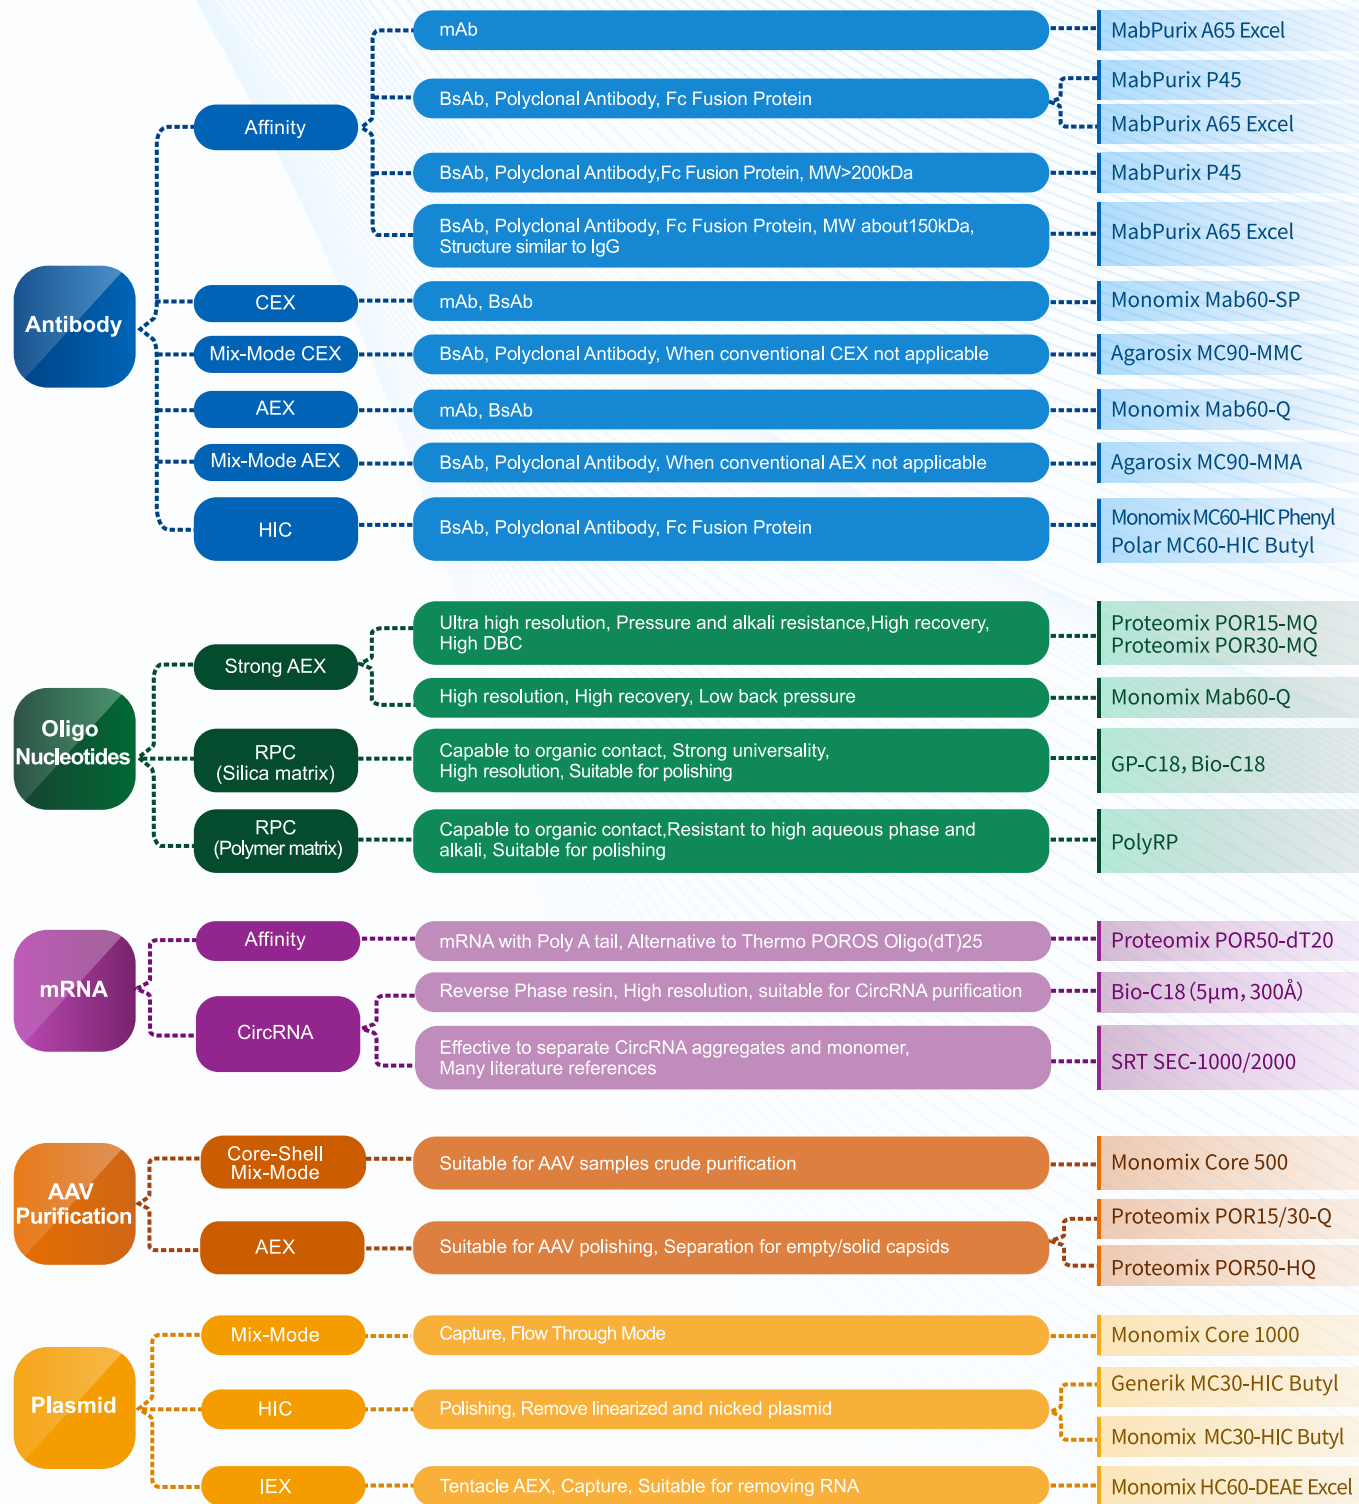 Antibody
Affinity
mAb
MabPurix A65 Excel
BsAb, Polyclonal Antibody, Fc Fusion Protein
MabPurix P45
MabPurix A65 Excel
BsAb, Polyclonal Antibody,Fc Fusion Protein, MW>200kDa
MabPurix P45
BsAb, Polyclonal Antibody, Fc Fusion Protein, MW about150kDa,
Structure similar to IgG
MabPurix A65 Excel
CEX
mAb, BsAb
Monomix Mab60-SP
Mix-Mode CEX
BsAb, Polyclonal Antibody, When conventional CEX not applicable
Agarosix MC90-MMC
AEX
mAb, BsAb
Monomix Mab60-Q
Mix-Mode AEX
BsAb, Polyclonal Antibody, When conventional AEX not applicable
Agarosix MC90-MMA
HIC
BsAb, Polyclonal Antibody, Fc Fusion Protein
Monomix MC60-HIC Phenyl
Polar MC60-HIC Butyl
Oligo
Nucleotides
Strong AEX
Ultra high resolution, Pressure and alkali resistance,High recovery,
High DBC
Proteomix POR15-MQ
Proteomix POR30-MQ
High resolution, High recovery, Low back pressure
Monomix Mab60-Q
RPC
(Silica matrix)
Capable to organic contact, Strong universality,
High resolution, Suitable for polishing
GP-C18, Bio-C18
RPC
(Polymer matrix)
Capable to organic contact,Resistant to high aqueous phase and
alkali, Suitable for polishing
PolyRP
mRNA
Affinity
mRNA with Poly A tail, Alternative to Thermo POROS Oligo(dT)25
Proteomix POR50-dT20
CircRNA
Reverse Phase resin, High resolution, suitable for CircRNA purification
Bio-C18 (5μm, 300Å)
Effective to separate CircRNA aggregates and monomer,
Many literature references
SRT SEC-1000/2000
AAV
Purification
Core-Shell
Mix-Mode
Suitable for AAV samples crude purification
Monomix Core 500
AEX
Suitable for AAV polishing, Separation for empty/solid capsids
Proteomix POR15/30-Q
Proteomix POR50-HQ
Plasmid
Mix-Mode
Capture, Flow Through Mode
Monomix Core 1000
HIC
Polishing, Remove linearized and nicked plasmid
Generik MC30-HIC Butyl
Monomix MC30-HIC Butyl
IEX
Tentacle AEX, Capture, Suitable for removing RNA
Monomix HC60-DEAE Excel